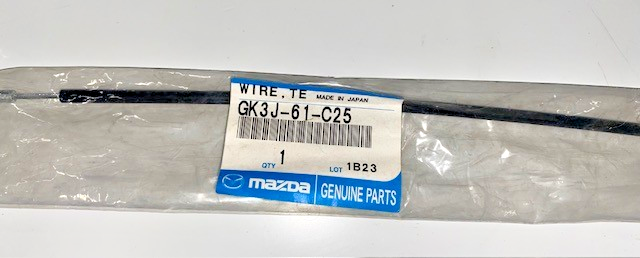 WIRE, TE MADE IN JAPAN
GK3J-61-C25
QTY 1 LOT 1B23
mazda GENUINE PARTS